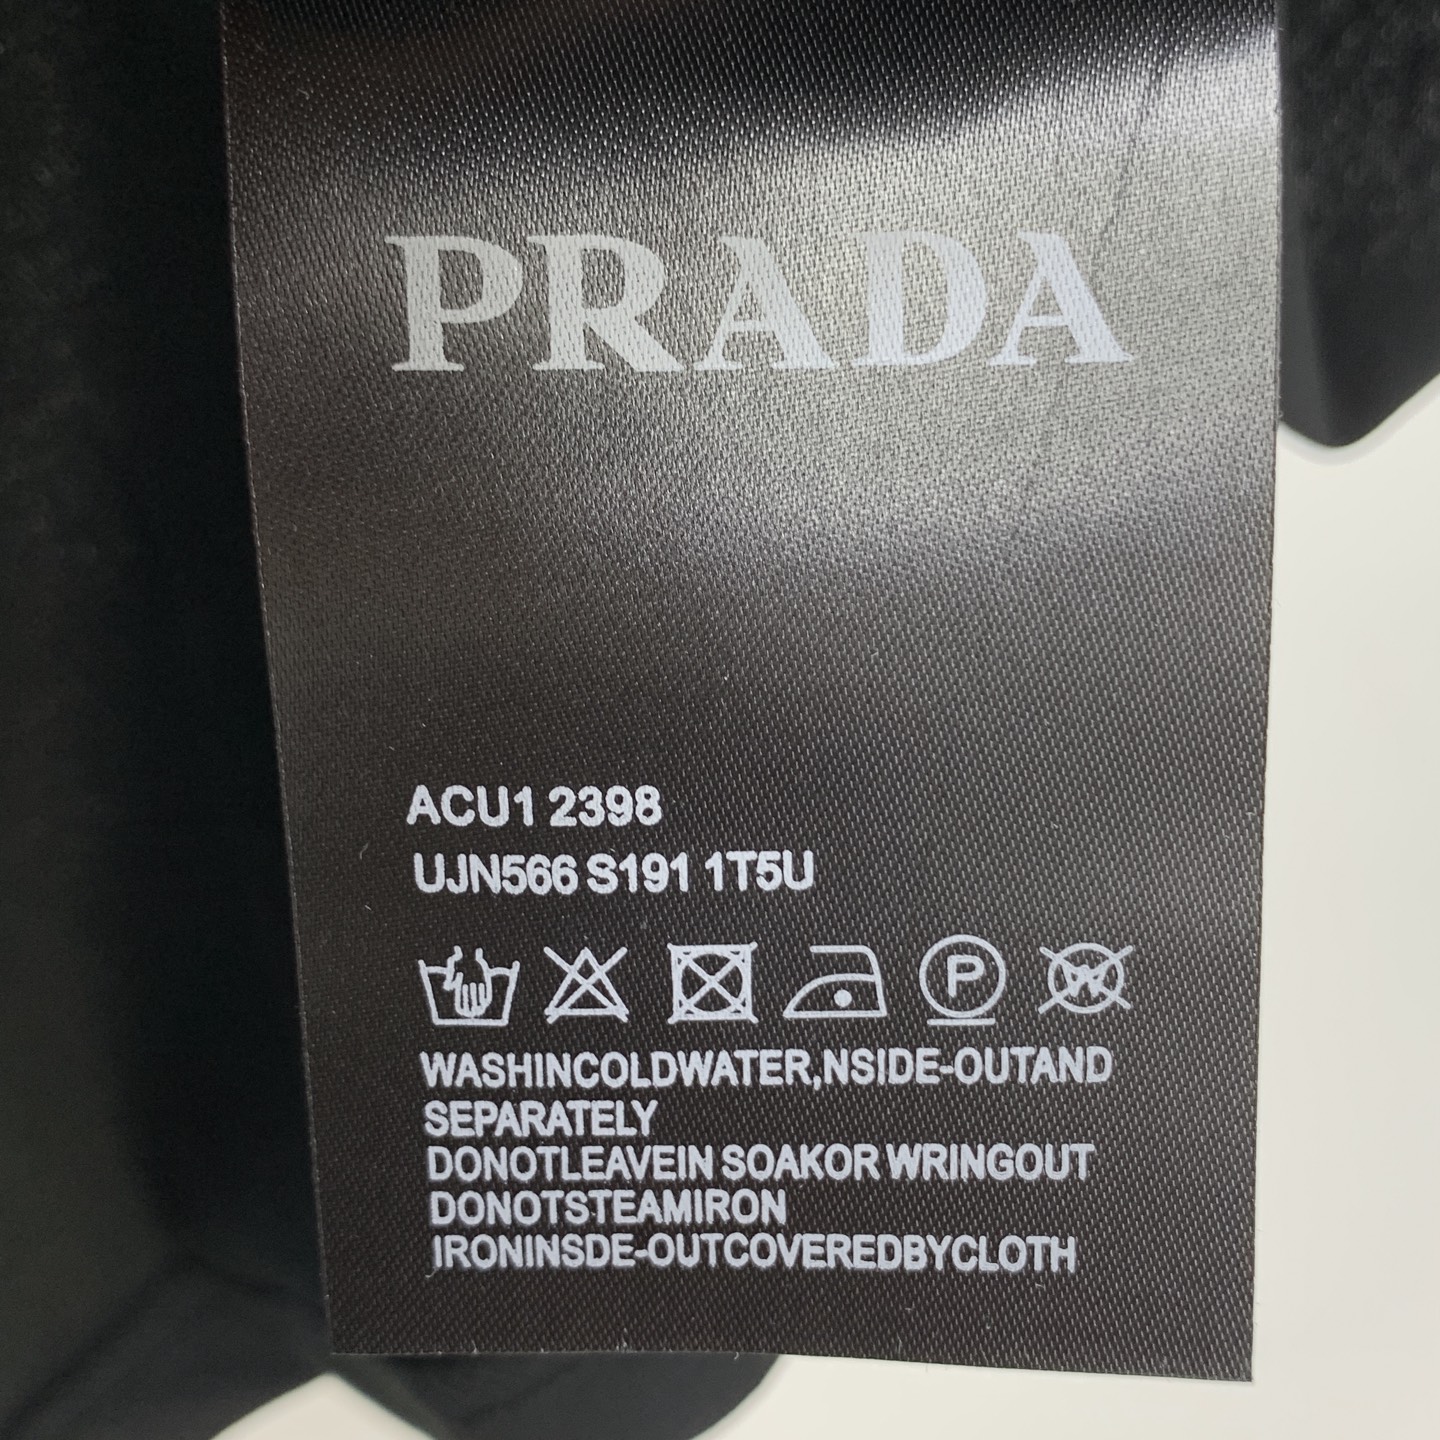 PRADA
ACU1 2398
UJN566 S191 1T5U
P W
WASHINCOLDWATER,NSIDE-OUTAND
SEPARATELY
DONOTLEAVEIN SOAKOR WRINGOUT
DONOTSTEAMIRON
IRONINSDE-OUTCOVEREDBYCLOTH